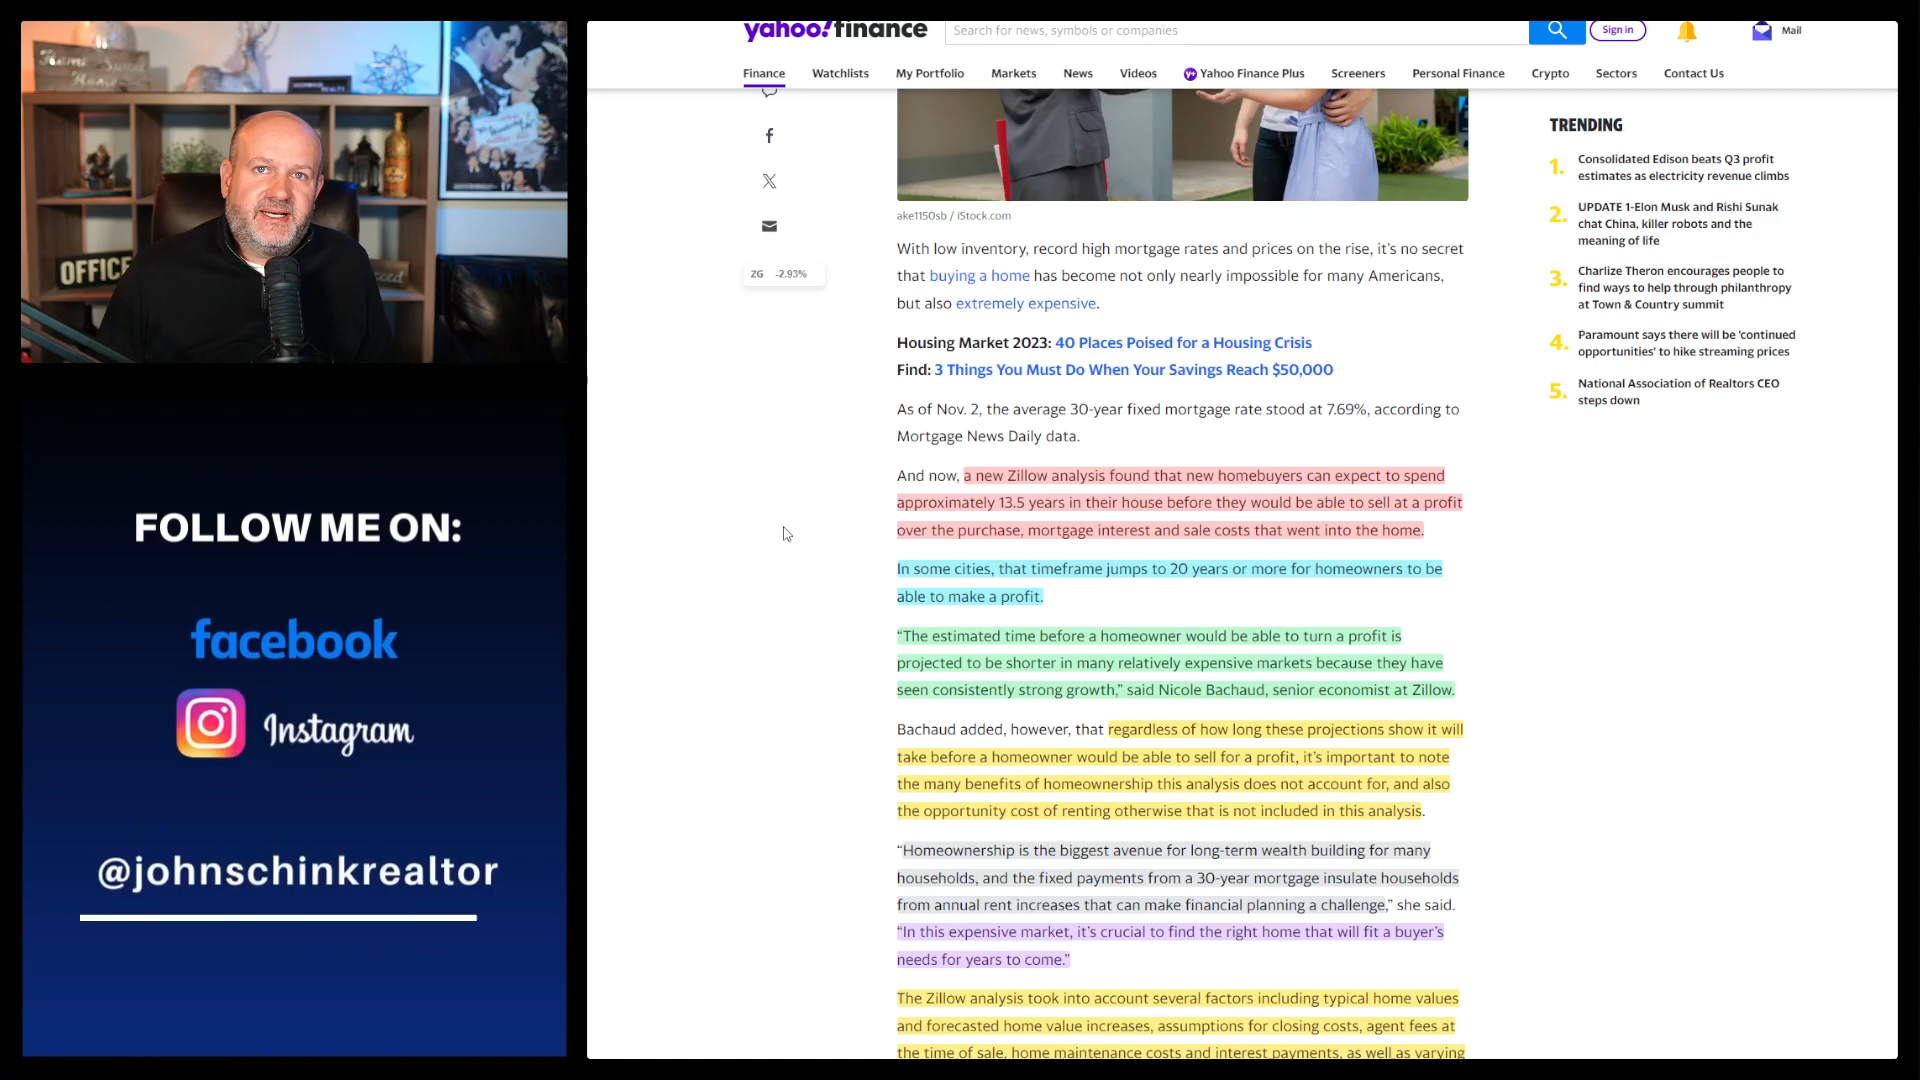 OFFICE
FOLLOW ME ON:
facebook
Instagram
@johnschinkrealtor
yahoo!finance
Search for news, symbols or companies
Sign in
Mail
Finance
Watchlists
My Portfolio
Markets
News
Videos
Yahoo Finance Plus
Screeners
Personal Finance
Crypto
Sectors
Contact Us
ZG -2.93%
ake1150sb / iStock.com
With low inventory, record high mortgage rates and prices on the rise, it’s no secret
that buying a home has become not only nearly impossible for many Americans,
but also extremely expensive.
Housing Market 2023: 40 Places Poised for a Housing Crisis
Find: 3 Things You Must Do When Your Savings Reach $50,000
As of Nov. 2, the average 30-year fixed mortgage rate stood at 7.69%, according to
Mortgage News Daily data.
And now, a new Zillow analysis found that new homebuyers can expect to spend
approximately 13.5 years in their house before they would be able to sell at a profit
over the purchase, mortgage interest and sale costs that went into the home.
In some cities, that timeframe jumps to 20 years or more for homeowners to be
able to make a profit.
“The estimated time before a homeowner would be able to turn a profit is
projected to be shorter in many relatively expensive markets because they have
seen consistently strong growth,” said Nicole Bachaud, senior economist at Zillow.
Bachaud added, however, that regardless of how long these projections show it will
take before a homeowner would be able to sell for a profit, it’s important to note
the many benefits of homeownership this analysis does not account for, and also
the opportunity cost of renting otherwise that is not included in this analysis.
“Homeownership is the biggest avenue for long-term wealth building for many
households, and the fixed payments from a 30-year mortgage insulate households
from annual rent increases that can make financial planning a challenge,” she said.
“In this expensive market, it’s crucial to find the right home that will fit a buyer’s
needs for years to come.”
The Zillow analysis took into account several factors including typical home values
and forecasted home value increases, assumptions for closing costs, agent fees at
the time of sale, home maintenance costs and interest payments, as well as varying
TRENDING
1. Consolidated Edison beats Q3 profit
estimates as electricity revenue climbs
2. UPDATE 1-Elon Musk and Rishi Sunak
chat China, killer robots and the
meaning of life
3. Charlize Theron encourages people to
find ways to help through philanthropy
at Town & Country summit
4. Paramount says there will be ‘continued
opportunities’ to hike streaming prices
5. National Association of Realtors CEO
steps down